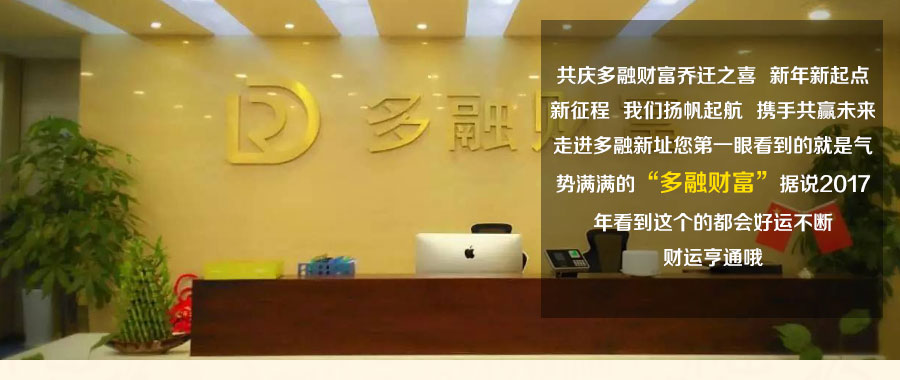 多融财富
共庆多融财富乔迁之喜 新年新起点
新征程 我们扬帆起航 携手共赢未来
走进多融新址您第一眼看到的就是气
势满满的“多融财富”据说2017
年看到这个的都会好运不断
财运亨通哦